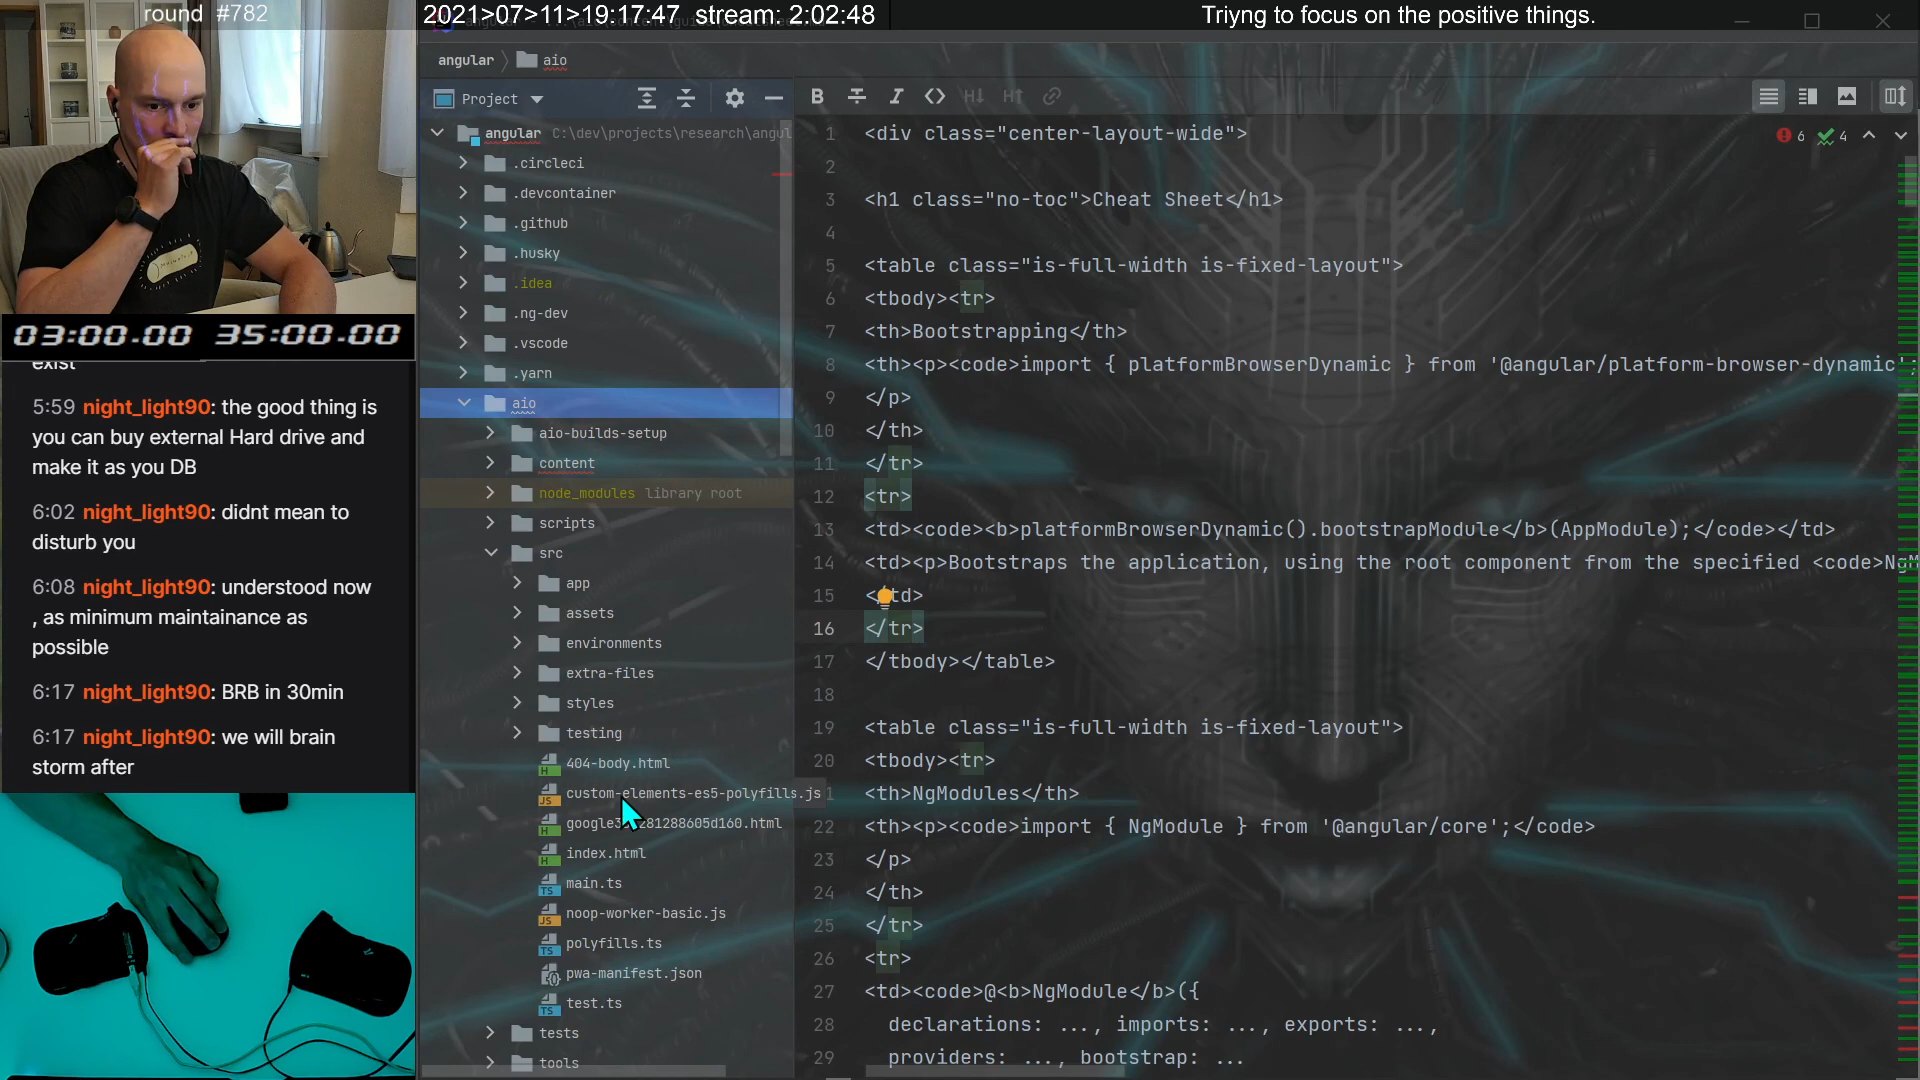 round #782
2021>07>11>19:17:47 stream: 2:02:48
Triyng to focus on the positive things.
03:00.00 35:00.00
exist
5:59 night_light90: the good thing is
you can buy external Hard drive and
make it as you DB
6:02 night_light90: didnt mean to
disturb you
6:08 night_light90: understood now
, as minimum maintainance as
possible
6:17 night_light90: BRB in 30min
6:17 night_light90: we will brain
storm after
angular aio
Project
angular C:\dev\projects\research\angul
.circleci
.devcontainer
.github
.husky
.idea
.ng-dev
.vscode
.yarn
aio
aio-builds-setup
content
node_modules library root
scripts
src
app
assets
environments
extra-files
styles
testing
404-body.html
custom-elements-es5-polyfills.js
index.html
main.ts
noop-worker-basic.js
polyfills.ts
pwa-manifest.json
test.ts
tests
tools
B I <> H↓ H↑
6 4
1 <div class="center-layout-wide">
2
3 <h1 class="no-toc">Cheat Sheet</h1>
4
5 <table class="is-full-width is-fixed-layout">
6 <tbody><tr>
7 <th>Bootstrapping</th>
8 <th><p><code>import { platformBrowserDynamic } from '@angular/platform-browser-dynamic';
9 </p>
10 </th>
11 </tr>
12 <tr>
13 <td><code><b>platformBrowserDynamic().bootstrapModule</b>(AppModule);</code></td>
14 <td><p>Bootstraps the application, using the root component from the specified <code>NgM
15 </td>
16 </tr>
17 </tbody></table>
18
19 <table class="is-full-width is-fixed-layout">
20 <tbody><tr>
<th>NgModules</th>
22 <th><p><code>import { NgModule } from '@angular/core';</code>
23 </p>
24 </th>
25 </tr>
26 <tr>
27 <td><code>@<b>NgModule</b>({
28 declarations: ..., imports: ..., exports: ...,
29 providers: ..., bootstrap: ...